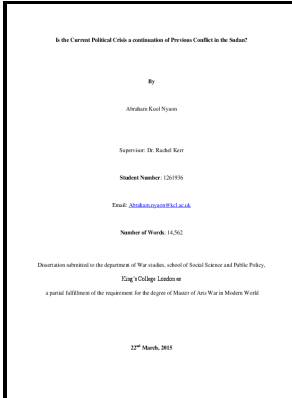 Is the Current Political Crisis a continuation of Previous Conflict in the Sudan?
By
Abraham Kuol Nyuon
Supervisor: Dr. Rachel Kerr
Student Number: 1261936
Email: Abraham.nyuon@kcl.ac.uk
Number of Words: 14,562
Dissertation submitted to the department of War studies, school of Social Science and Public Policy,
King's College London as
a partial fulfillment of the requirement for the degree of Master of Arts War in Modern World
22nd March, 2015